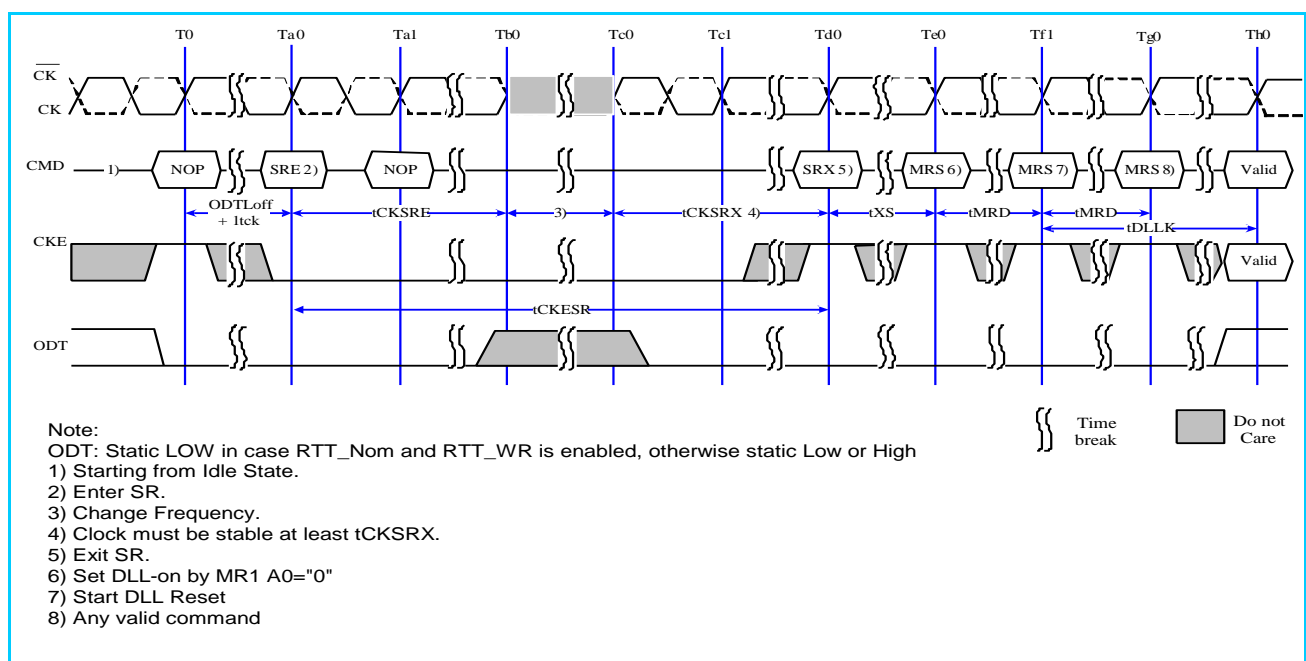 T0 Ta0 Ta1 Tb0 Tc0 Tc1 Td0 Te0 Tf1 Tg0 Th0
CK
CK
CMD 1) NOP SRE 2) NOP SRX 5) MRS 6) MRS 7) MRS 8) Valid
ODTLoff
+ 1tck
tCKSRE 3) tCKSRX 4) tXS tMRD tMRD
tDLLK
CKE Valid
tCKESR
ODT
Time
break
Do not
Care
Note:
ODT: Static LOW in case RTT_Nom and RTT_WR is enabled, otherwise static Low or High
1) Starting from Idle State.
2) Enter SR.
3) Change Frequency.
4) Clock must be stable at least tCKSRX.
5) Exit SR.
6) Set DLL-on by MR1 A0="0"
7) Start DLL Reset
8) Any valid command